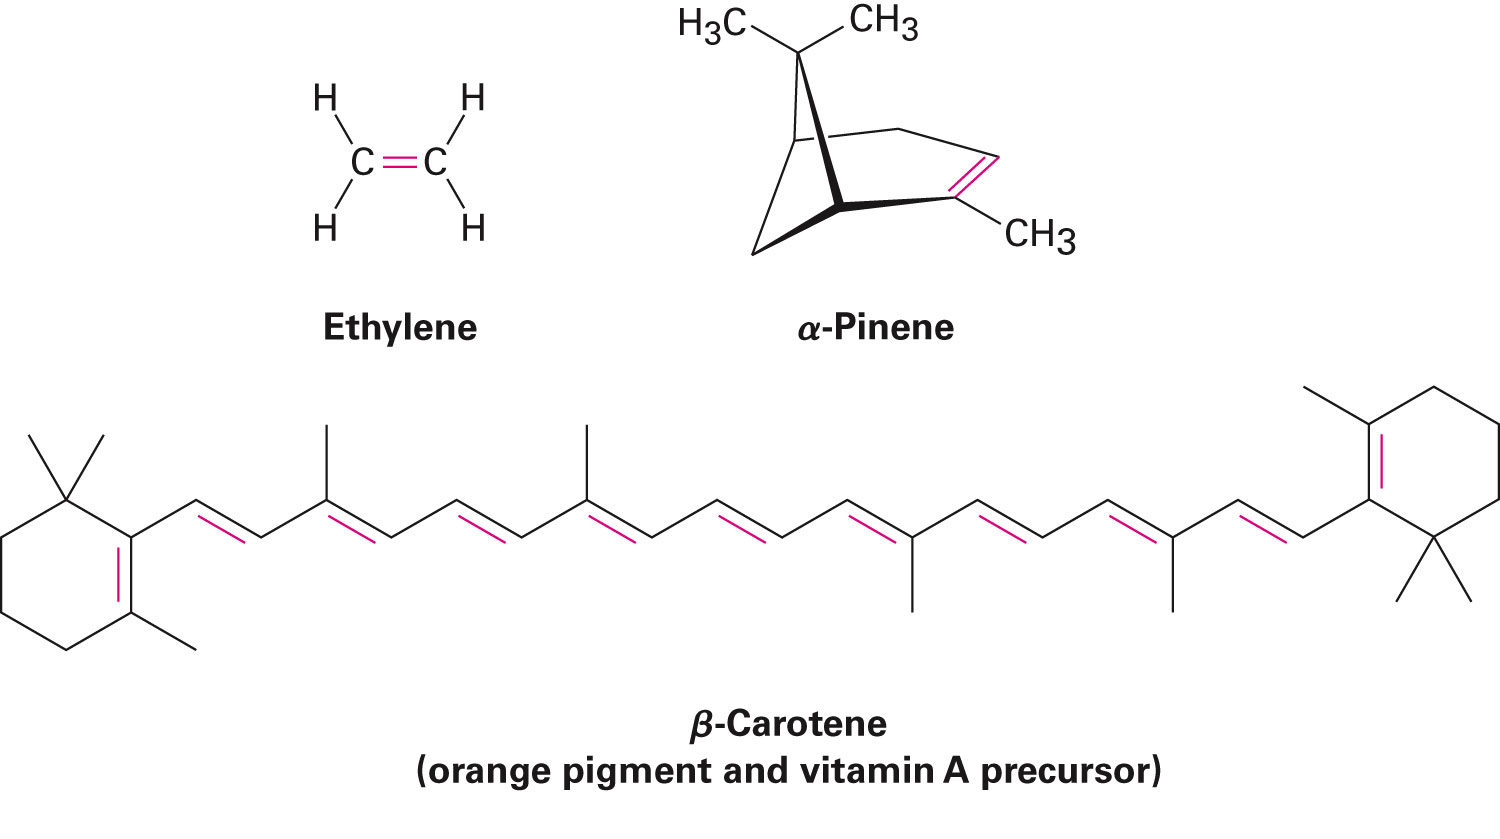 H₃C CH₃
H H
C=C
H H
CH₃
Ethylene α-Pinene
β-Carotene
(orange pigment and vitamin A precursor)